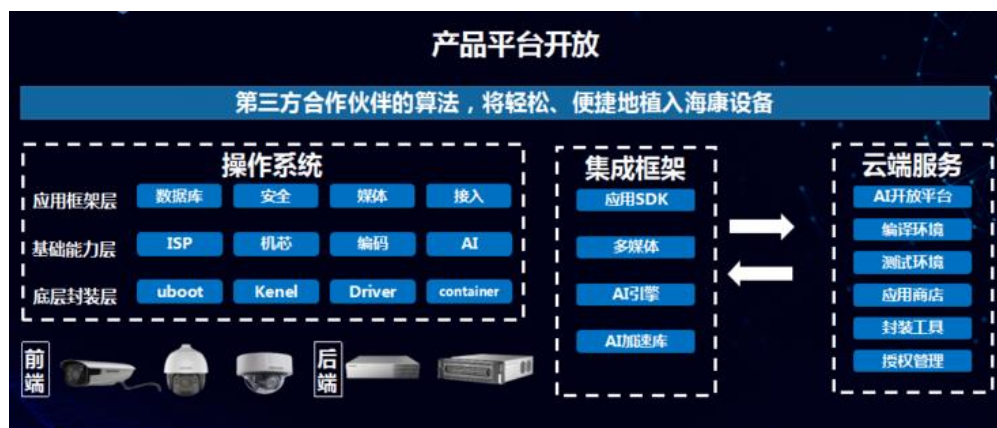 产品平台开放
第三方合作伙伴的算法，将轻松、便捷地植入海康设备
操作系统
应用框架层 数据库 安全 媒体 接入
基础能力层 ISP 机芯 编码 AI
底层封装层 uboot Kenel Driver container
前端
后端
集成框架
应用SDK
多媒体
AI引擎
AI加速库
云端服务
AI开放平台
编译环境
测试环境
应用商店
封装工具
授权管理